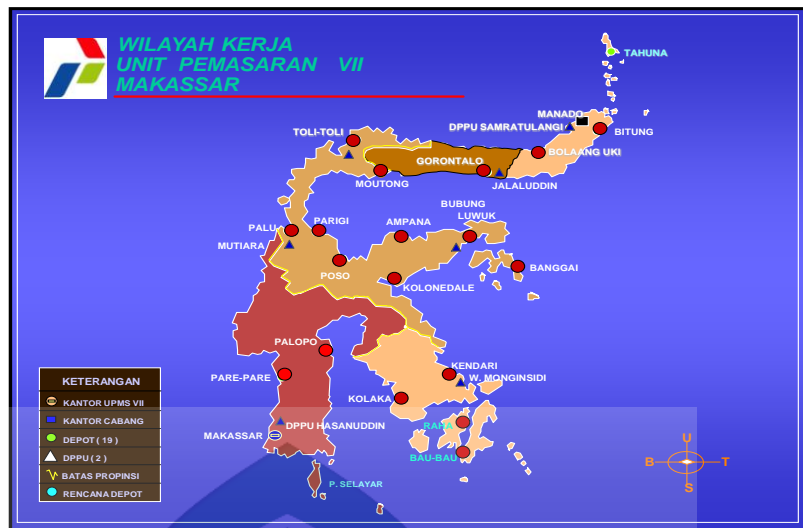 WILAYAH KERJA
UNIT PEMASARAN VII
MAKASSAR
TAHUNA
MANADO
DPPU SAMRATULANGI
BITUNG
TOLI-TOLI
GORONTALO
BOLAANG UKI
MOUTONG
JALALUDDIN
BUBUNG
PALU
PARIGI
AMPANA
LUWUK
MUTIARA
POSO
BANGGAI
KOLONEDALE
PALOPO
PARE-PARE
KENDARI
W. MONGINSIDI
KOLAKA
DPPU HASANUDDIN
RAHA
MAKASSAR
BAU-BAU
P. SELAYAR
KETERANGAN
KANTOR UPMS VII
KANTOR CABANG
DEPOT ( 19 )
DPPU ( 2 )
BATAS PROPINSI
RENCANA DEPOT
U
B
T
S